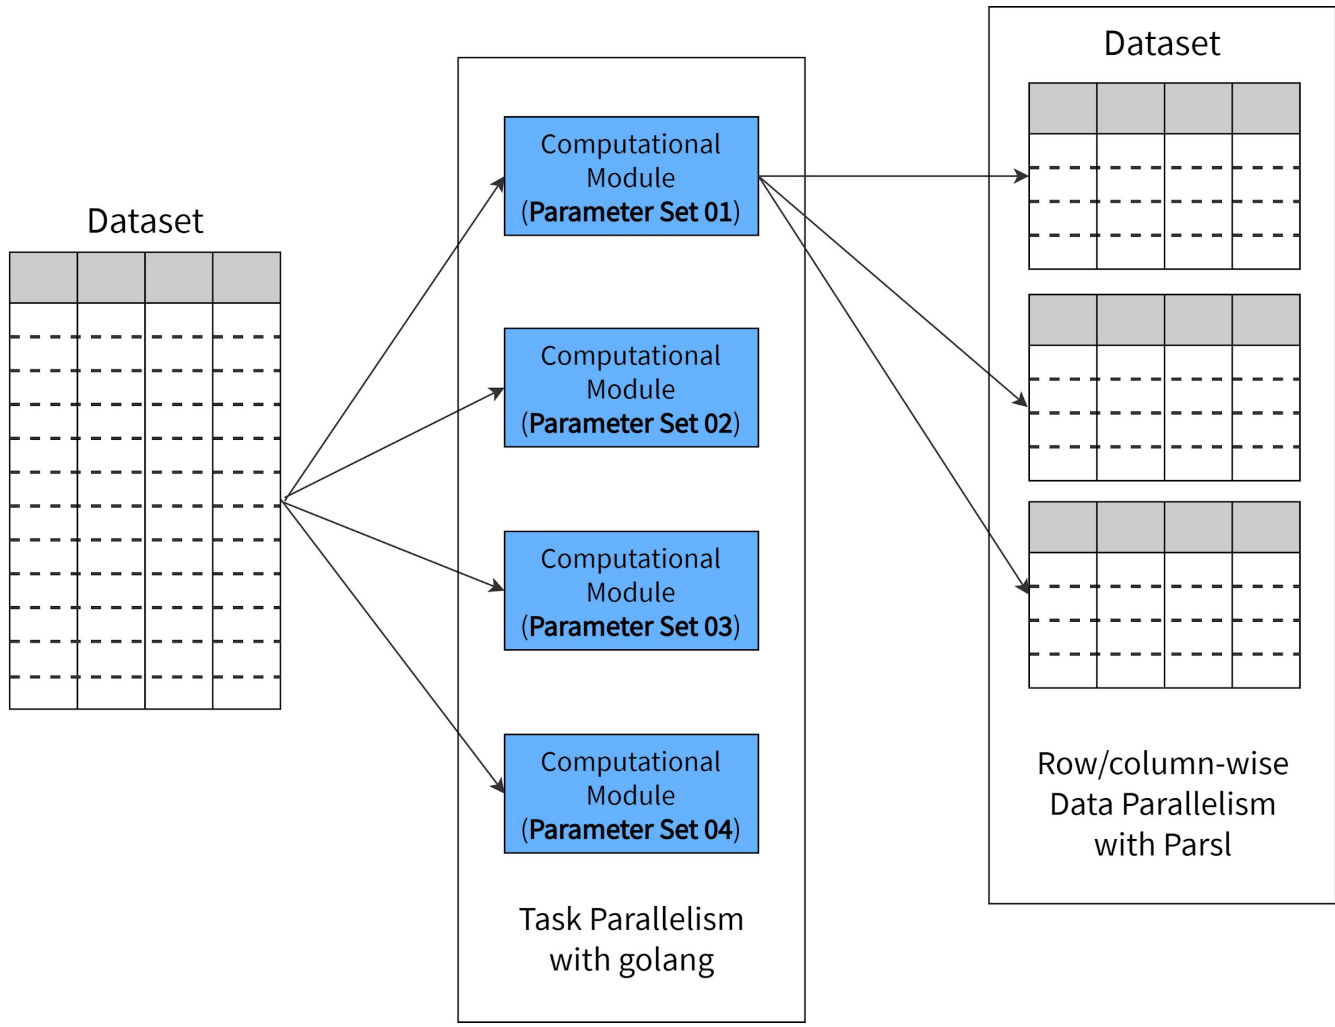 Dataset
Computational
Module
(Parameter Set 01)
Computational
Module
(Parameter Set 02)
Computational
Module
(Parameter Set 03)
Computational
Module
(Parameter Set 04)
Task Parallelism
with golang
Dataset
Row/column-wise
Data Parallelism
with Parsl